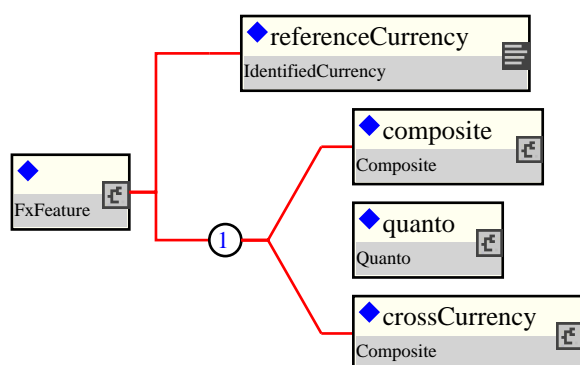 referenceCurrency
IdentifiedCurrency
composite
Composite
FxFeature
1
quanto
Quanto
crossCurrency
Composite